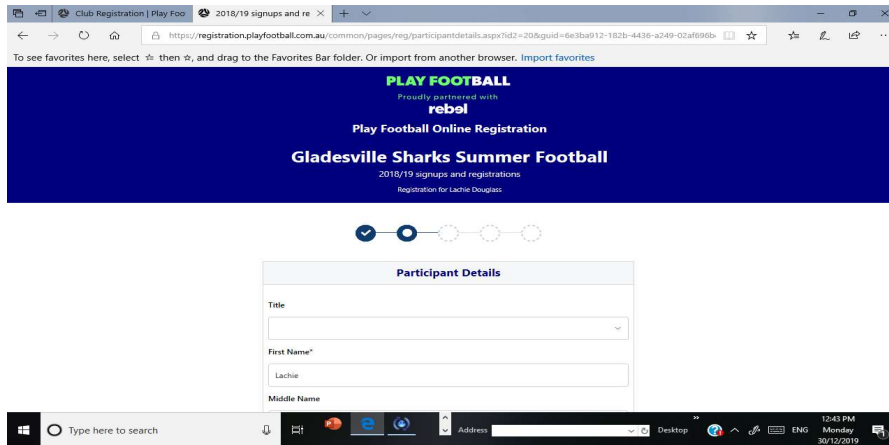 Club Registration | Play Foo
2018/19 signups and re
https://registration.playfootball.com.au/common/pages/reg/participantdetails.aspx?id2=20&guid=6e3ba912-182b-4436-a249-02af696b
To see favorites here, select ☆ then ☆, and drag to the Favorites Bar folder. Or import from another browser. Import favorites
PLAY FOOTBALL
Proudly partnered with
rebel
Play Football Online Registration
Gladesville Sharks Summer Football
2018/19 signups and registrations
Registration for Lachie Douglass
Participant Details
Title
First Name*
Lachie
Middle Name
Type here to search
Address
Desktop
ENG
12:43 PM
Monday
30/12/2019